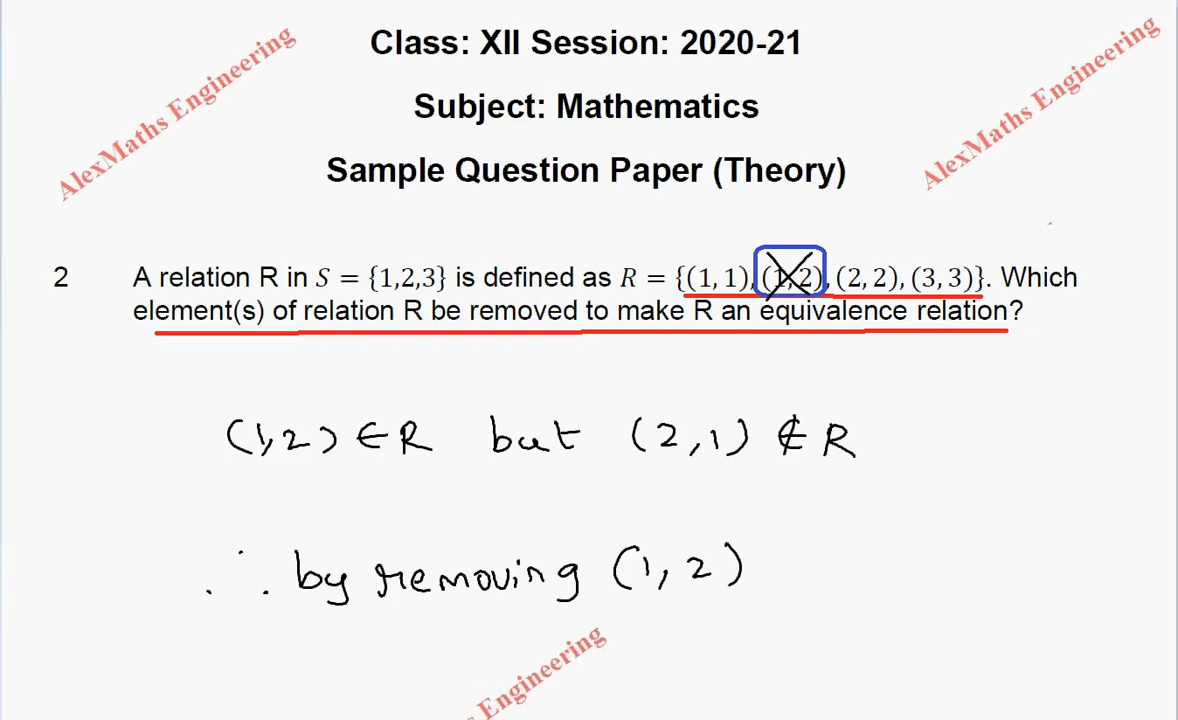 Class: XII Session: 2020-21
AlexMaths Engineering
AlexMaths Engineering
Subject: Mathematics
Sample Question Paper (Theory)
2 A relation R in S = {1,2,3} is defined as R = {(1, 1), (1, 2), (2, 2), (3, 3)}. Which
element(s) of relation R be removed to make R an equivalence relation?
(1,2) ∈ R but (2,1) ∉ R
∴ by removing (1, 2)
s Engineering